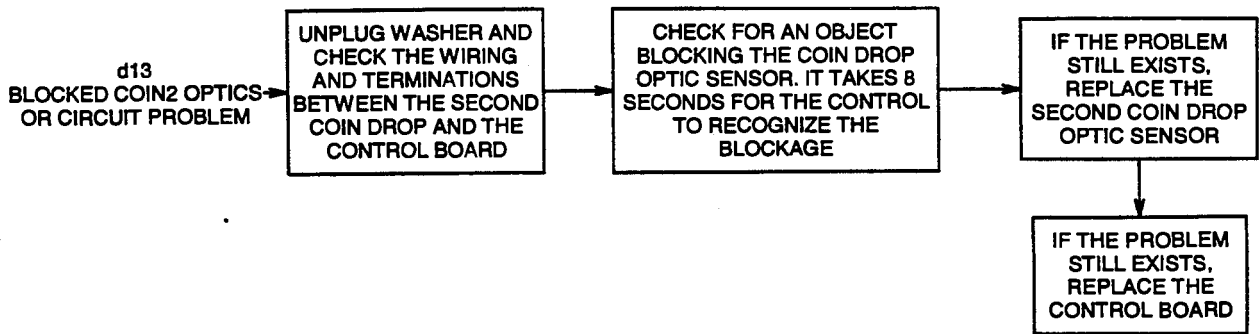 d13
BLOCKED COIN2 OPTICS
OR CIRCUIT PROBLEM
UNPLUG WASHER AND
CHECK THE WIRING
AND TERMINATIONS
BETWEEN THE SECOND
COIN DROP AND THE
CONTROL BOARD
CHECK FOR AN OBJECT
BLOCKING THE COIN DROP
OPTIC SENSOR. IT TAKES 8
SECONDS FOR THE CONTROL
TO RECOGNIZE THE
BLOCKAGE
IF THE PROBLEM
STILL EXISTS,
REPLACE THE
SECOND COIN DROP
OPTIC SENSOR
IF THE PROBLEM
STILL EXISTS,
REPLACE THE
CONTROL BOARD